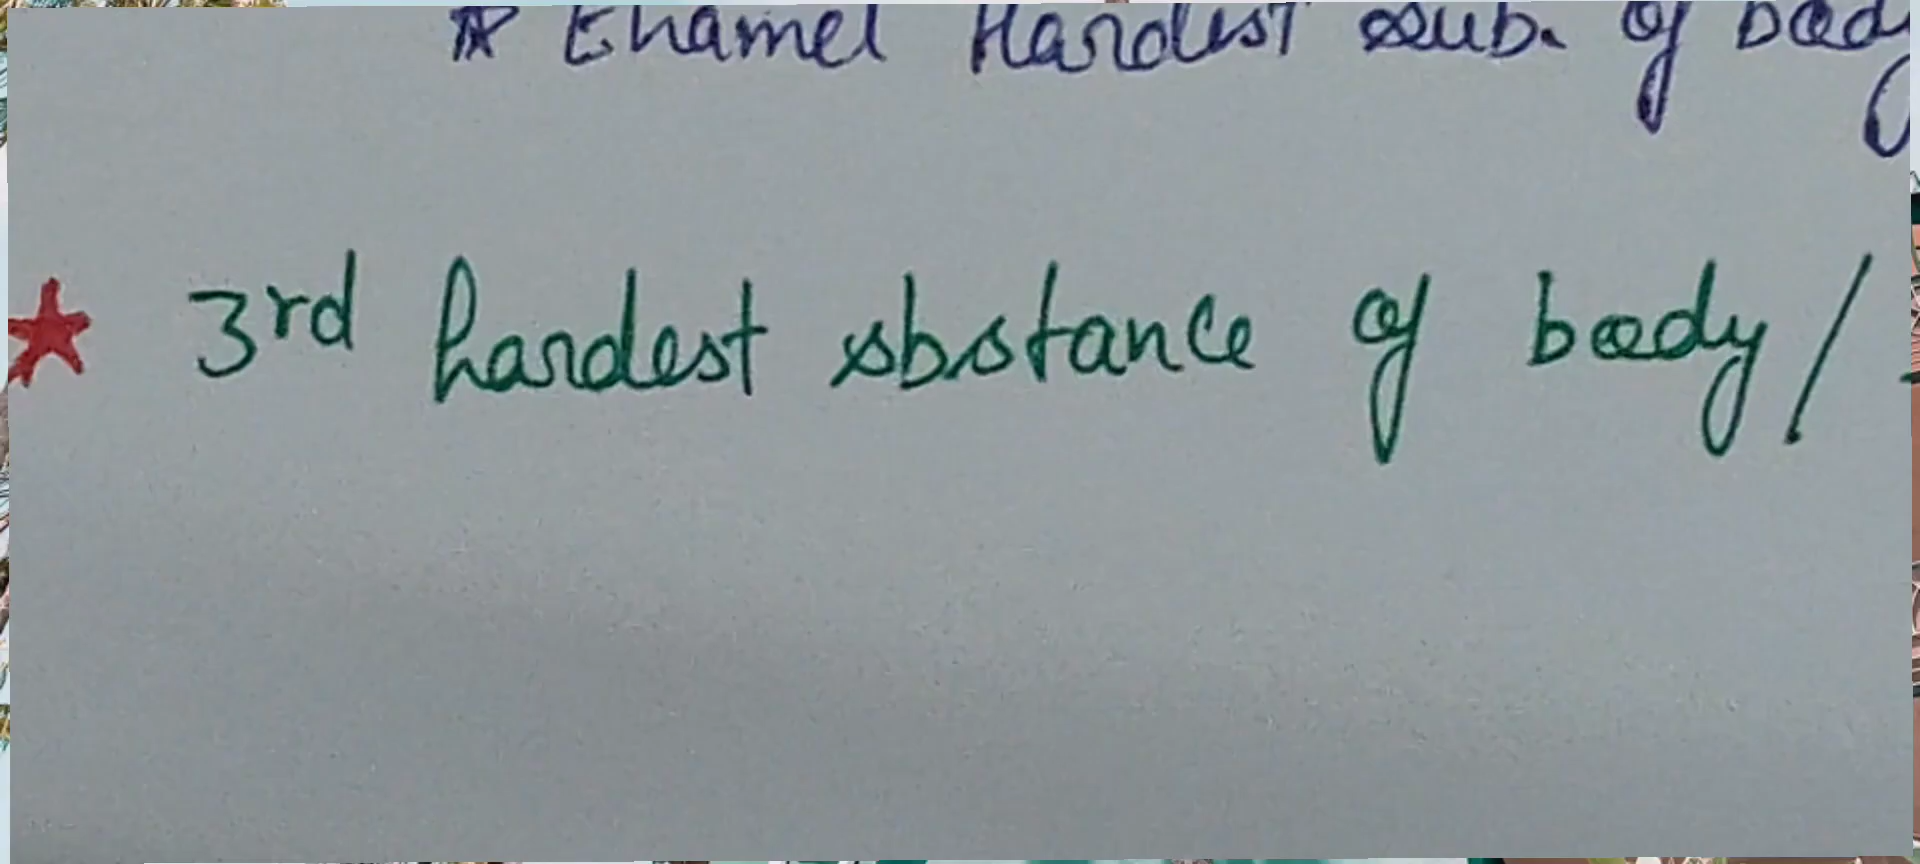 ★ Enamel Hardest sub. of body
★ 3rd hardest sbstance of body /